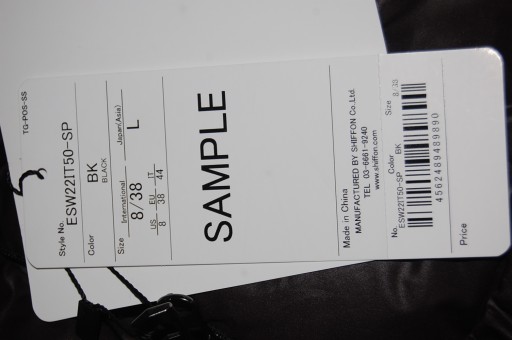 TG-POS-SS
Style No.
ESW22IT50-SP
Color
BK
BLACK
Size
International
8/38
Japan(Asia)
L
US EU IT
8 38 44
SAMPLE
Made in China
MANUFACTURED BY SHIFFON Co.Ltd.
TEL 03-6661-9240
www.shiffon.com
No. Color Size
ESW22IT50-SP BK
4562489489890
Price